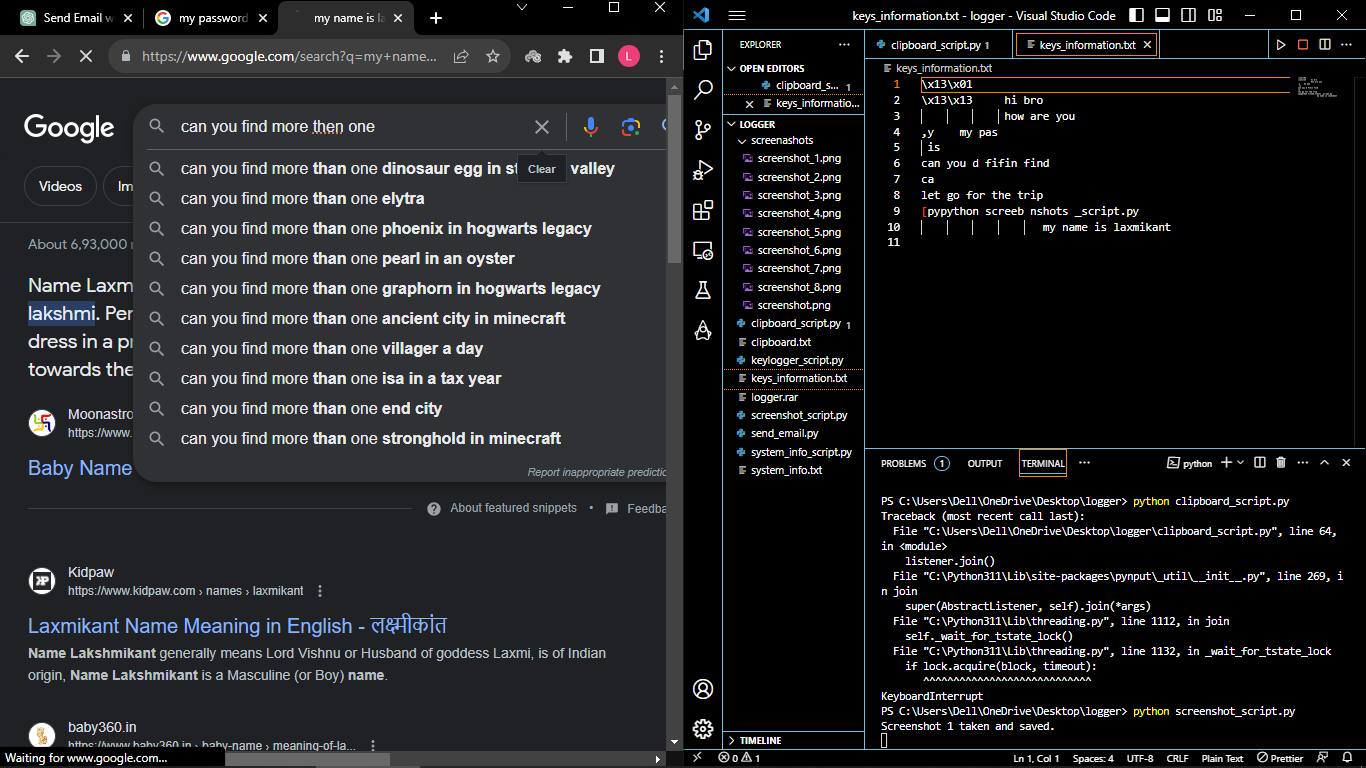 Send Email w
my password
my name is la
https://www.google.com/search?q=my+name...
L
Google
can you find more then one
can you find more than one dinosaur egg in st valley
can you find more than one elytra
can you find more than one phoenix in hogwarts legacy
can you find more than one pearl in an oyster
can you find more than one graphorn in hogwarts legacy
can you find more than one ancient city in minecraft
can you find more than one villager a day
can you find more than one isa in a tax year
can you find more than one end city
can you find more than one stronghold in minecraft
Report inappropriate predictio
Clear
Videos
Im
About 6,93,000
Name Laxm
lakshmi. Per
dress in a pr
towards the
Moonastro
https://www.
Baby Name
About featured snippets • Feedba
Kidpaw
https://www.kidpaw.com › names › laxmikant
Laxmikant Name Meaning in English - लक्ष्मीकांत
Name Lakshmikant generally means Lord Vishnu or Husband of goddess Laxmi, is of Indian
origin, Name Lakshmikant is a Masculine (or Boy) name.
baby360.in
https://www.baby360.in › baby-name › meaning-of-la...
Waiting for www.google.com...
keys_information.txt - logger - Visual Studio Code
EXPLORER
OPEN EDITORS
clipboard_s... 1
keys_informatio...
LOGGER
screenashots
screenshot_1.png
screenshot_2.png
screenshot_3.png
screenshot_4.png
screenshot_5.png
screenshot_6.png
screenshot_7.png
screenshot_8.png
screenshot.png
clipboard_script.py 1
clipboard.txt
keylogger_script.py
keys_information.txt
logger.rar
screenshot_script.py
send_email.py
system_info_script.py
system_info.txt
TIMELINE
clipboard_script.py 1
keys_information.txt
keys_information.txt
1 \x13\x01
2 \x13\x13 hi bro
3 how are you
4 ,y my pas
5 is
6 can you d fifin find
7 ca
8 let go for the trip
9 [pypython screeb nshots _script.py
10 my name is laxmikant
11
PROBLEMS 1 OUTPUT TERMINAL
python
PS C:\Users\Dell\OneDrive\Desktop\logger> python clipboard_script.py
Traceback (most recent call last):
File "C:\Users\Dell\OneDrive\Desktop\logger\clipboard_script.py", line 64,
in <module>
listener.join()
File "C:\Python311\Lib\site-packages\pynput\_util\__init__.py", line 269, i
n join
super(AbstractListener, self).join(*args)
File "C:\Python311\Lib\threading.py", line 1112, in join
self._wait_for_tstate_lock()
File "C:\Python311\Lib\threading.py", line 1132, in _wait_for_tstate_lock
if lock.acquire(block, timeout):
^^^^^^^^^^^^^^^^^^^^^^^^^^^^
KeyboardInterrupt
PS C:\Users\Dell\OneDrive\Desktop\logger> python screenshot_script.py
Screenshot 1 taken and saved.
0 1
Ln 1, Col 1 Spaces: 4 UTF-8 CRLF Plain Text Prettier